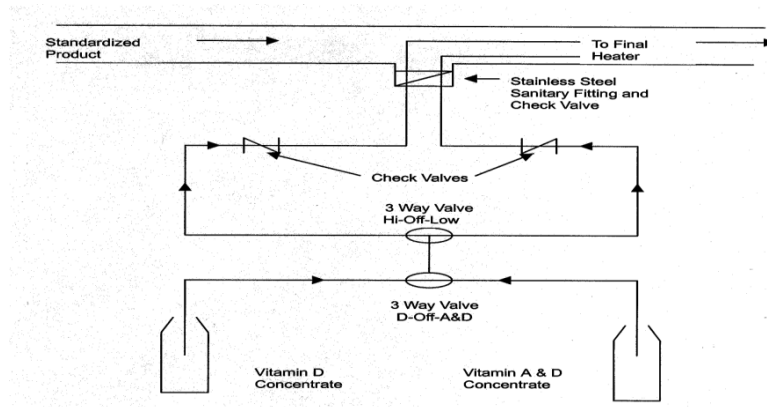 Standardized
Product
To Final
Heater
Stainless Steel
Sanitary Fitting and
Check Valve
Check Valves
3 Way Valve
Hi-Off-Low
3 Way Valve
D-Off-A&D
Vitamin D
Concentrate
Vitamin A & D
Concentrate